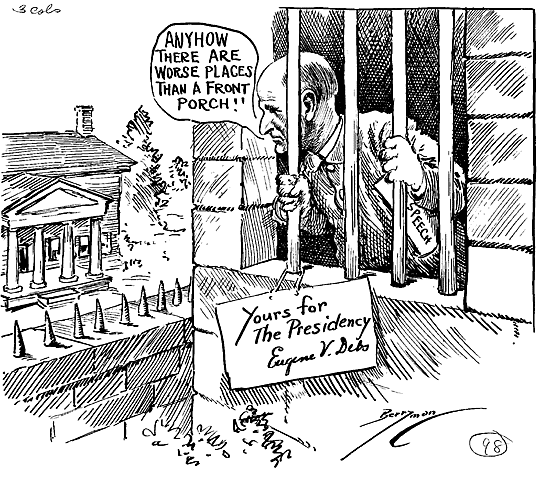 3 cols
ANYHOW
THERE ARE
WORSE PLACES
THAN A FRONT
PORCH!!
SPEECH
Yours for
The Presidency
Eugene V. Debs
Berryman
98